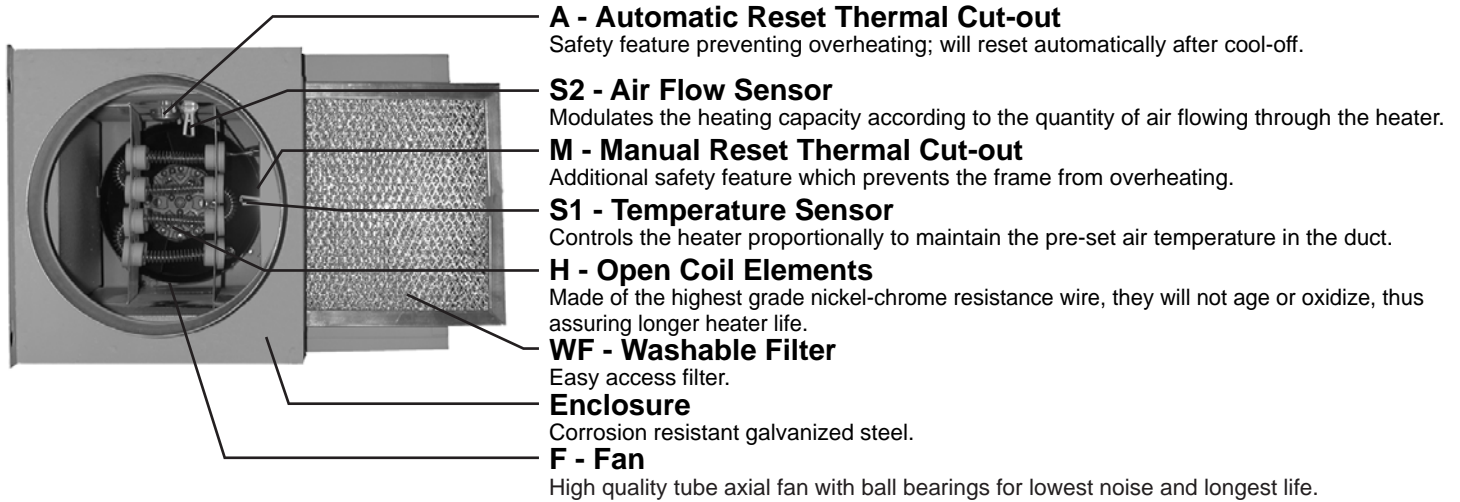 A - Automatic Reset Thermal Cut-out
Safety feature preventing overheating; will reset automatically after cool-off.
S2 - Air Flow Sensor
Modulates the heating capacity according to the quantity of air flowing through the heater.
M - Manual Reset Thermal Cut-out
Additional safety feature which prevents the frame from overheating.
S1 - Temperature Sensor
Controls the heater proportionally to maintain the pre-set air temperature in the duct.
H - Open Coil Elements
Made of the highest grade nickel-chrome resistance wire, they will not age or oxidize, thus
assuring longer heater life.
WF - Washable Filter
Easy access filter.
Enclosure
Corrosion resistant galvanized steel.
F - Fan
High quality tube axial fan with ball bearings for lowest noise and longest life.